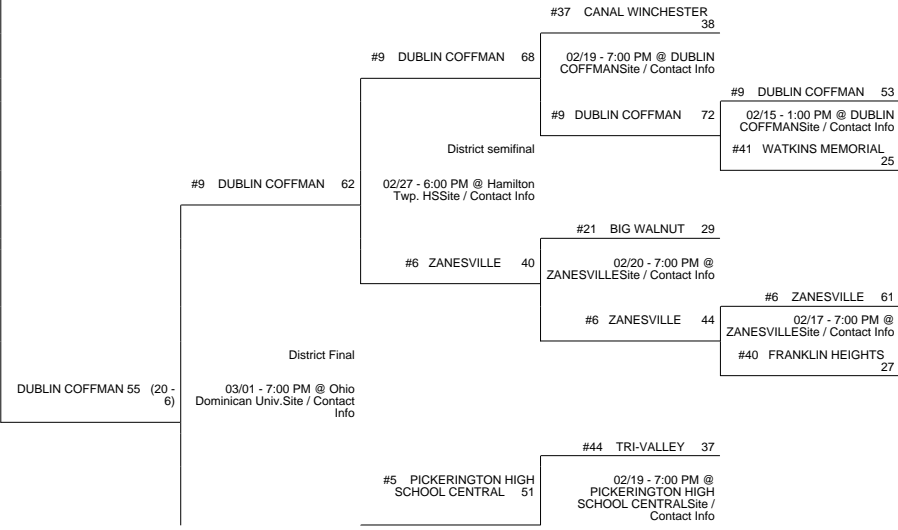 #37 CANAL WINCHESTER
38
#9 DUBLIN COFFMAN 68
02/19 - 7:00 PM @ DUBLIN
COFFMANSite / Contact Info
#9 DUBLIN COFFMAN 53
#9 DUBLIN COFFMAN 72
02/15 - 1:00 PM @ DUBLIN
COFFMANSite / Contact Info
District semifinal
#41 WATKINS MEMORIAL
25
#9 DUBLIN COFFMAN 62
02/27 - 6:00 PM @ Hamilton
Twp. HSSite / Contact Info
#21 BIG WALNUT 29
#6 ZANESVILLE 40
02/20 - 7:00 PM @
ZANESVILLESite / Contact Info
#6 ZANESVILLE 61
#6 ZANESVILLE 44
02/17 - 7:00 PM @
ZANESVILLESite / Contact Info
District Final
#40 FRANKLIN HEIGHTS
27
DUBLIN COFFMAN 55 (20 -
6)
03/01 - 7:00 PM @ Ohio
Dominican Univ.Site / Contact
Info
#44 TRI-VALLEY 37
#5 PICKERINGTON HIGH
SCHOOL CENTRAL 51
02/19 - 7:00 PM @
PICKERINGTON HIGH
SCHOOL CENTRALSite /
Contact Info